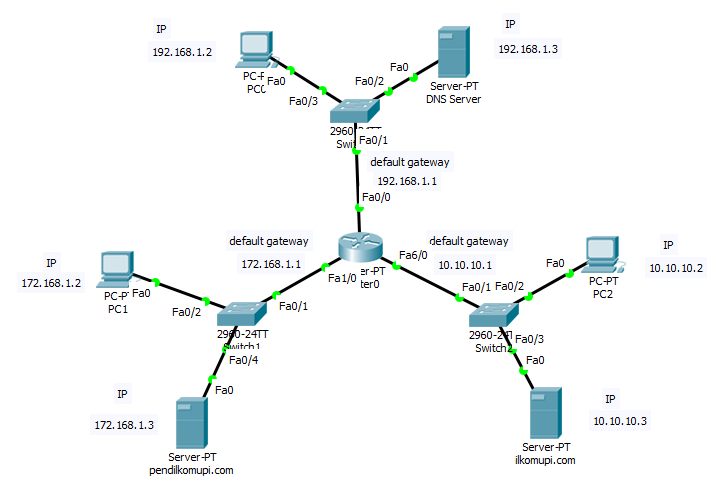 IP
192.168.1.2
PC-P
PC0
Fa0
Fa0/3
IP
192.168.1.3
Fa0
Fa0/2
Server-PT
DNS Server
2960-24TT
Fa0/1
default gateway
192.168.1.1
Fa0/0
default gateway
172.168.1.1
Fa1/0
Fa6/0
default gateway
10.10.10.1
IP
172.168.1.2
Fa0
PC1
Fa0/2
Fa0/1
2960-24TT
Switch1
Fa0/4
Fa0
IP
172.168.1.3
Server-PT
pendilkomupi.com
IP
10.10.10.2
Fa0
PC-PT
PC2
Fa0/1
Fa0/2
Fa0/3
Fa0
IP
10.10.10.3
Server-PT
ilkomupi.com